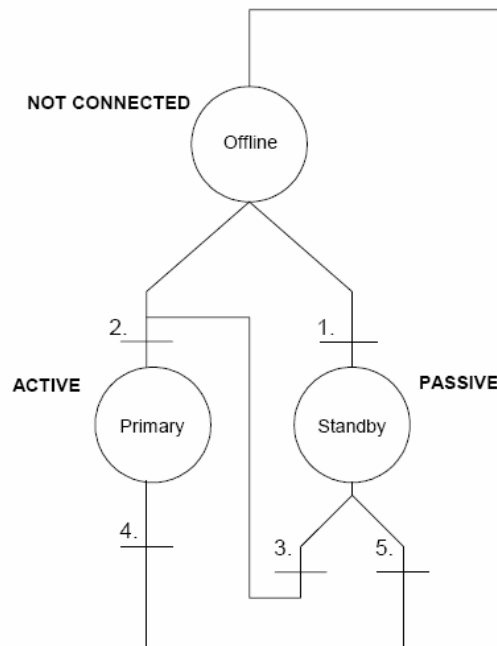 NOT CONNECTED
Offline
2.
1.
ACTIVE
PASSIVE
Primary
Standby
4.
3.
5.